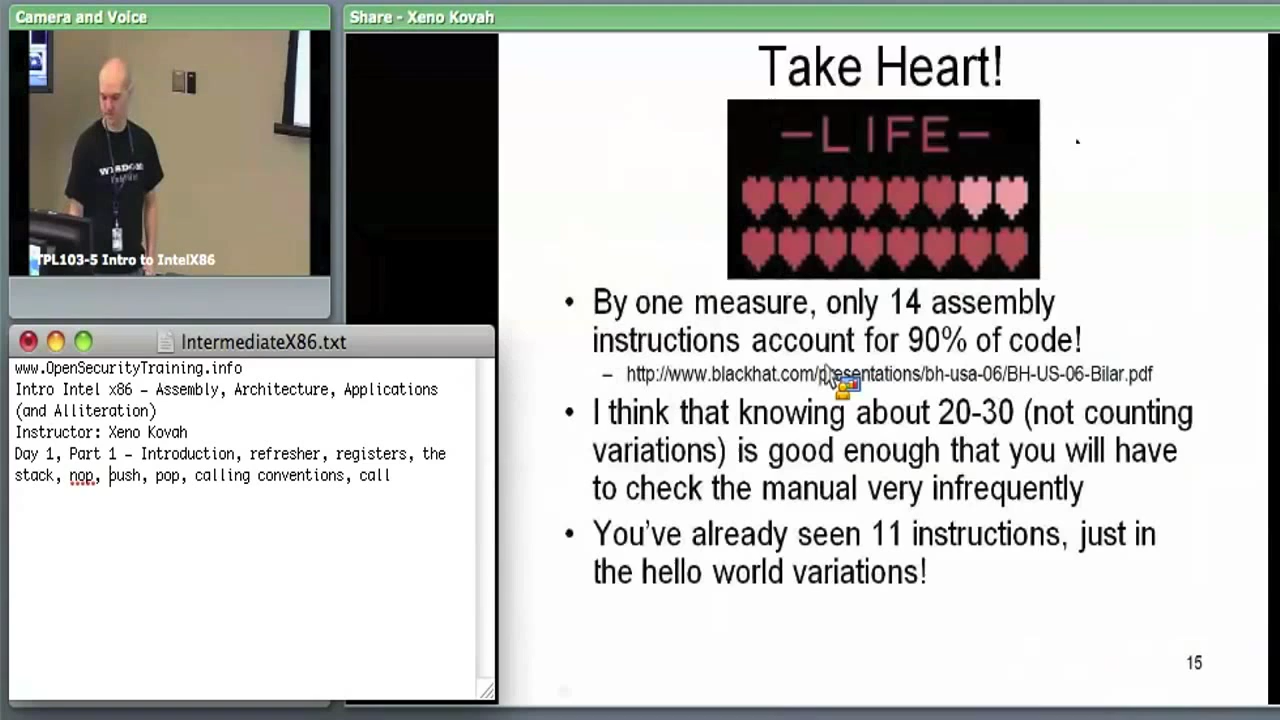 Camera and Voice
TPL103-5 Intro to IntelX86
IntermediateX86.txt
www.OpenSecurityTraining.info
Intro Intel x86 – Assembly, Architecture, Applications
(and Alliteration)
Instructor: Xeno Kovah
Day 1, Part 1 – Introduction, refresher, registers, the
stack, nop, push, pop, calling conventions, call
Share - Xeno Kovah
Take Heart!
–LIFE–
• By one measure, only 14 assembly
instructions account for 90% of code!
– http://www.blackhat.com/presentations/bh-usa-06/BH-US-06-Bilar.pdf
• I think that knowing about 20-30 (not counting
variations) is good enough that you will have
to check the manual very infrequently
• You've already seen 11 instructions, just in
the hello world variations!
15